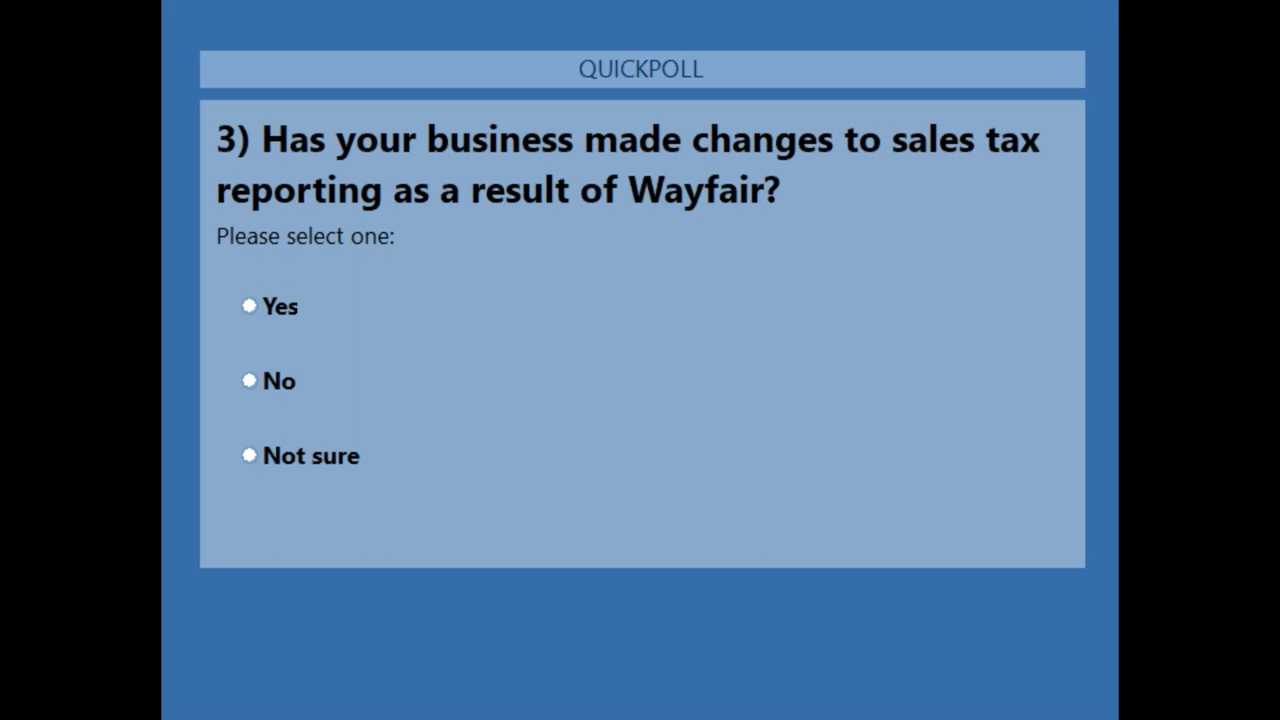 QUICKPOLL
3) Has your business made changes to sales tax
reporting as a result of Wayfair?
Please select one:
Yes
No
Not sure